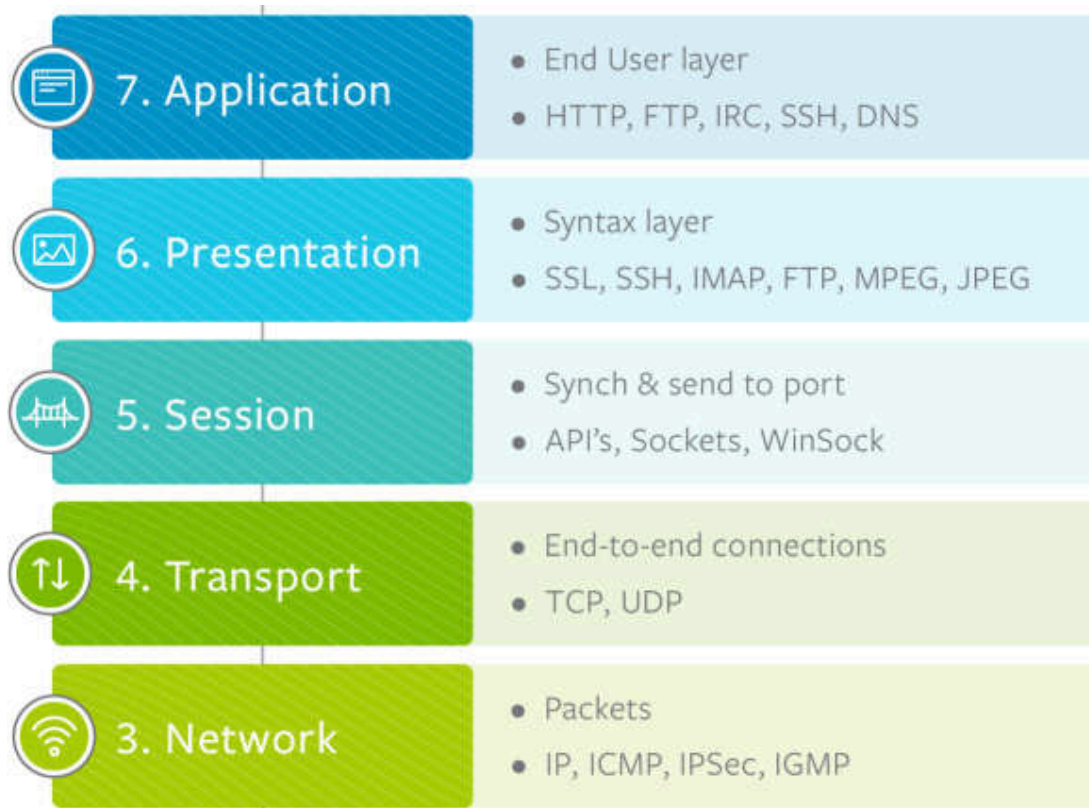 7. Application
• End User layer
• HTTP, FTP, IRC, SSH, DNS
6. Presentation
• Syntax layer
• SSL, SSH, IMAP, FTP, MPEG, JPEG
5. Session
• Synch & send to port
• API's, Sockets, WinSock
4. Transport
• End-to-end connections
• TCP, UDP
3. Network
• Packets
• IP, ICMP, IPSec, IGMP